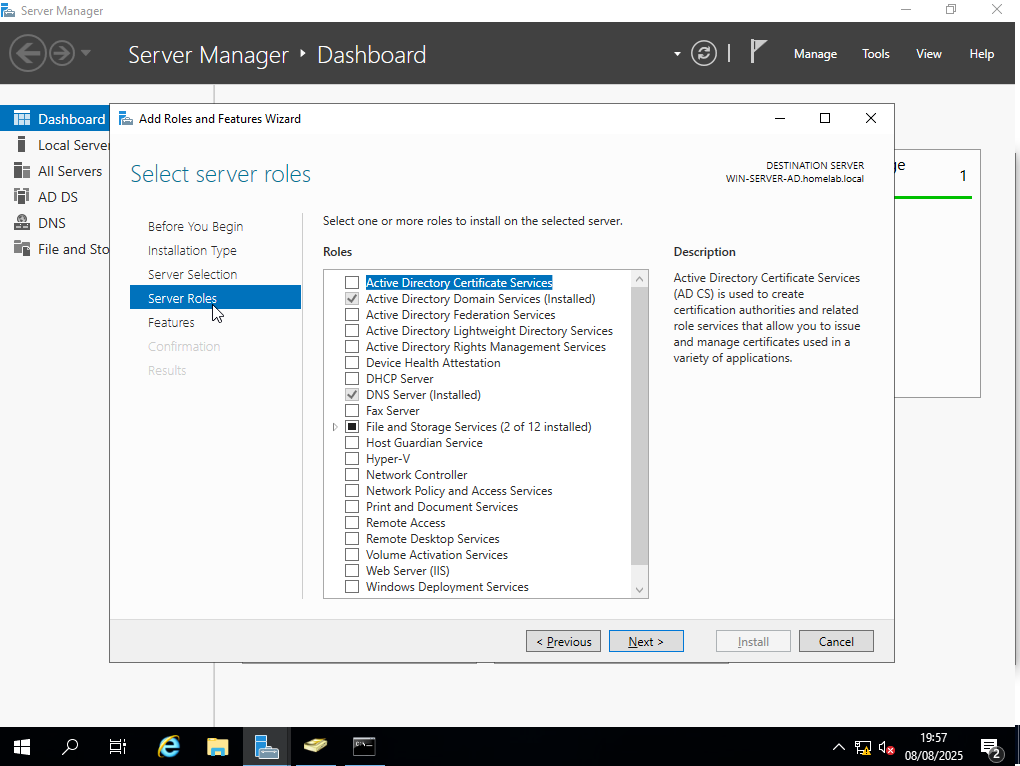 Server Manager
Server Manager • Dashboard
Manage Tools View Help
Dashboard
Local Server
All Servers
AD DS
DNS
File and Sto
1
Add Roles and Features Wizard
Select server roles
DESTINATION SERVER
WIN-SERVER-AD.homelab.local
Before You Begin
Installation Type
Server Selection
Server Roles
Features
Confirmation
Results
Select one or more roles to install on the selected server.
Roles
Active Directory Certificate Services
Active Directory Domain Services (Installed)
Active Directory Federation Services
Active Directory Lightweight Directory Services
Active Directory Rights Management Services
Device Health Attestation
DHCP Server
DNS Server (Installed)
Fax Server
File and Storage Services (2 of 12 installed)
Host Guardian Service
Hyper-V
Network Controller
Network Policy and Access Services
Print and Document Services
Remote Access
Remote Desktop Services
Volume Activation Services
Web Server (IIS)
Windows Deployment Services
Description
Active Directory Certificate Services
(AD CS) is used to create
certification authorities and related
role services that allow you to issue
and manage certificates used in a
variety of applications.
< Previous Next > Install Cancel
19:57
08/08/2025
2